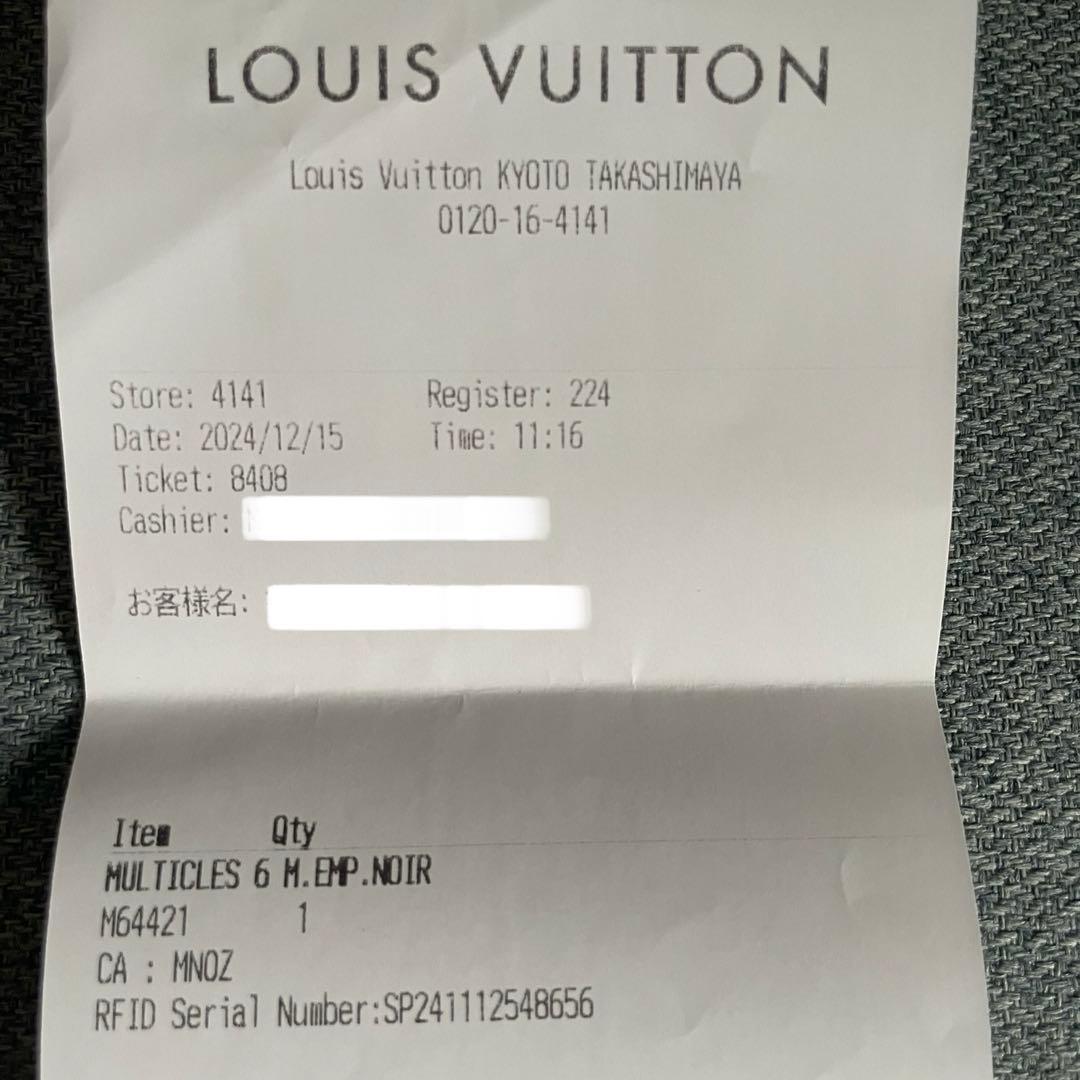 LOUIS VUITTON
Louis Vuitton KYOTO TAKASHIMAYA
0120-16-4141
Store: 4141 Register: 224
Date: 2024/12/15 Time: 11:16
Ticket: 8408
Cashier:
お客様名:
Item Qty
MULTICLES 6 M.EMP.NOIR
M64421 1
CA : MNOZ
RFID Serial Number:SP241112548656